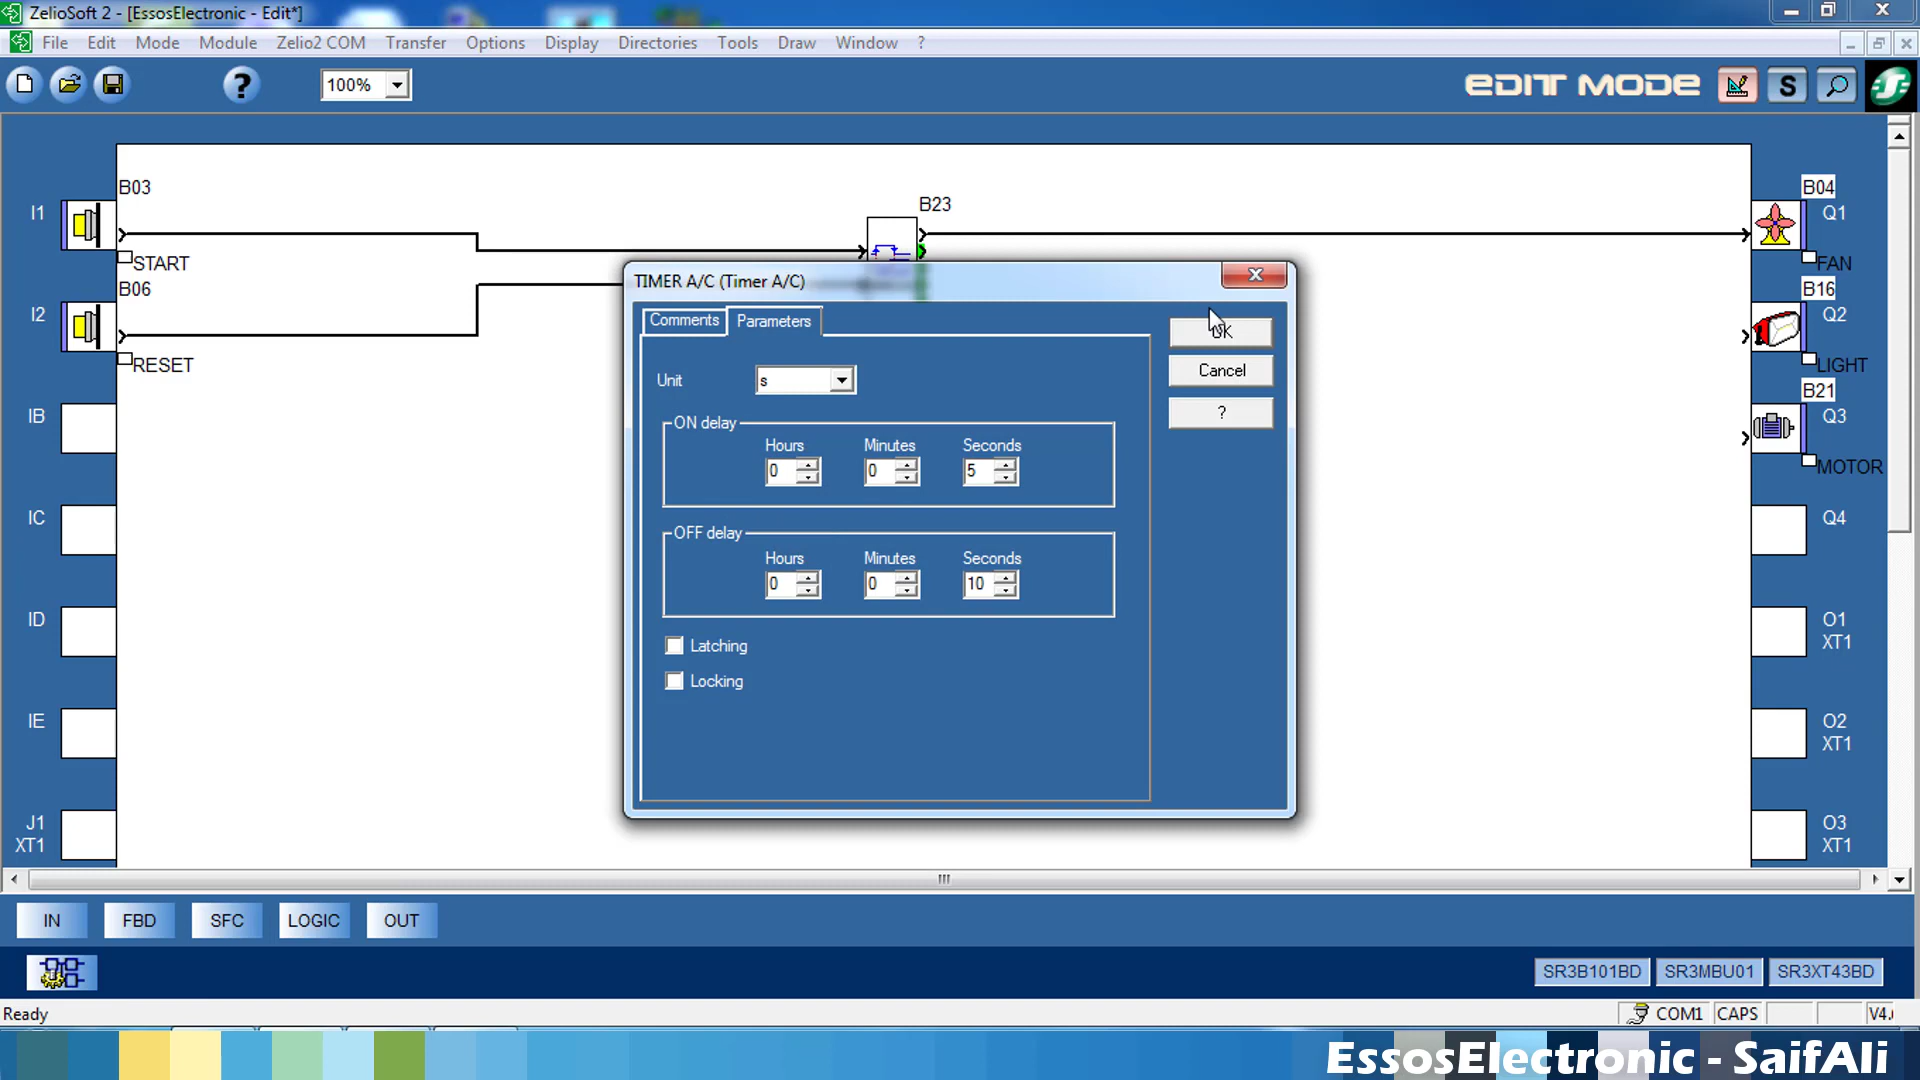 ZelioSoft 2 - [EssosElectronic - Edit*]
File Edit Mode Module Zelio2 COM Transfer Options Display Directories Tools Draw Window ?
? 100% EDIT MODE S
B03
I1
START
B06
I2
RESET
IB
IC
ID
IE
J1
XT1
B23
B04
Q1
FAN
B16
Q2
LIGHT
B21
Q3
MOTOR
Q4
O1
XT1
O2
XT1
O3
XT1
TIMER A/C (Timer A/C)
Comments Parameters
OK
Cancel
?
Unit s
ON delay
Hours Minutes Seconds
0 0 5
OFF delay
Hours Minutes Seconds
0 0 10
Latching
Locking
IN FBD SFC LOGIC OUT
SR3B101BD SR3MBU01 SR3XT43BD
Ready COM1 CAPS
EssosElectronic - SaifAli